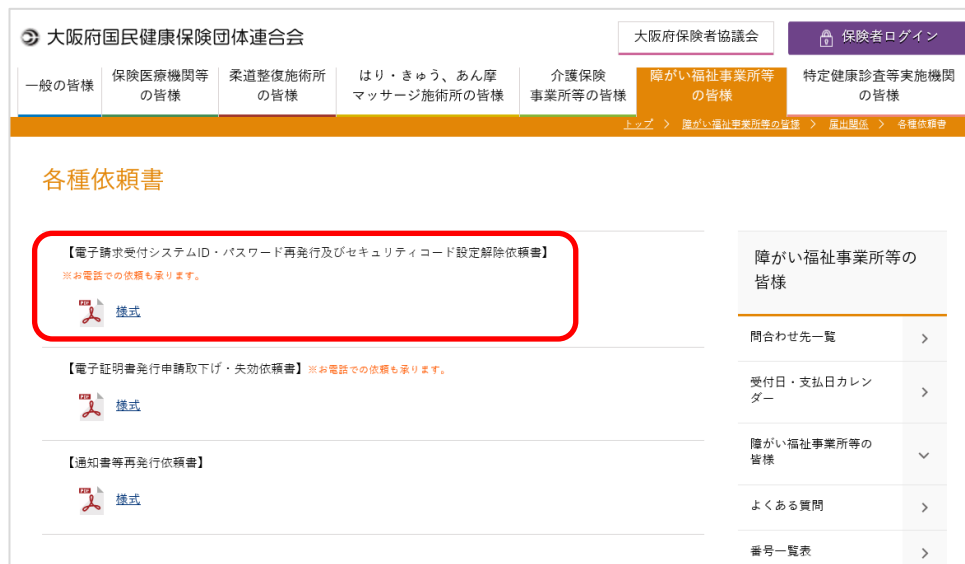 大阪府国民健康保険団体連合会
大阪府保険者協議会
保険者ログイン
一般の皆様
保険医療機関等
の皆様
柔道整復施術所
の皆様
はり・きゅう、あん摩
マッサージ施術所の皆様
介護保険
事業所等の皆様
障がい福祉事業所等
の皆様
特定健康診査等実施機関
の皆様
トップ > 障がい福祉事業所等の皆様 > 届出関係 > 各種依頼書
各種依頼書
【電子請求受付システムID・パスワード再発行及びセキュリティコード設定解除依頼書】
※お電話での依頼も承ります。
PDF 様式
【電子証明書発行申請取下げ・失効依頼書】※お電話での依頼も承ります。
PDF 様式
【通知書等再発行依頼書】
PDF 様式
障がい福祉事業所等の
皆様
問合わせ先一覧
受付日・支払日カレン
ダー
障がい福祉事業所等の
皆様
よくある質問
番号一覧表